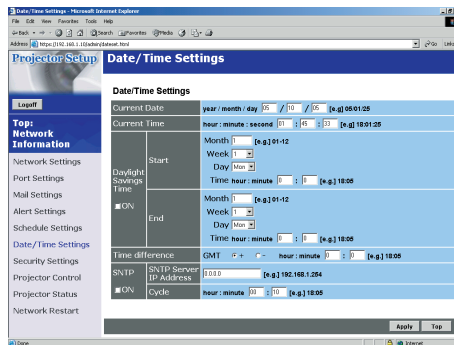 Date/Time Settings - Microsoft Internet Explorer
File Edit View Favorites Tools Help
Back Search Favorites Media
Address https://192.168.1.10/admin/dateset.html Go Links
Projector Setup
Date/Time Settings
Logoff
Top:
Network
Information
Network Settings
Port Settings
Mail Settings
Alert Settings
Schedule Settings
Date/Time Settings
Security Settings
Projector Control
Projector Status
Network Restart
Date/Time Settings
Current Date year / month / day 05 / 10 / 05 [e.g] 05/01/25
Current Time hour : minute : second 01 : 45 : 33 [e.g] 18:01:25
Daylight Savings Time
ON
Start
Month 1 [e.g.] 01-12
Week 1
Day Mon
Time hour : minute 0 : 0 [e.g.] 18:05
End
Month 1 [e.g.] 01-12
Week 1
Day Mon
Time hour : minute 0 : 0 [e.g.] 18:05
Time difference GMT + - hour : minute 0 : 0 [e.g.] 18:05
SNTP
ON
SNTP Server IP Address 0.0.0.0 [e.g.] 192.168.1.254
Cycle hour : minute 00 : 10 [e.g.] 18:05
Apply Top
Done Internet